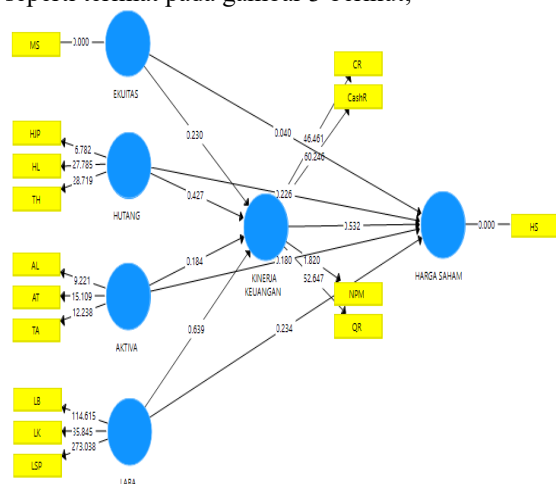 MS
0.000
EKUITAS
CR
CashR
0.230
0.040
46.461
60.246
HJP
HL
TH
6.782
27.785
28.719
HUTANG
0.427
0.226
KINERJA
KEUANGAN
0.532
HARGA SAHAM
0.000
HS
AL
AT
TA
9.221
15.109
12.238
AKTIVA
0.184
0.180
1.820
52.647
NPM
QR
0.639
0.234
LB
LK
LSP
114.615
35.845
273.038